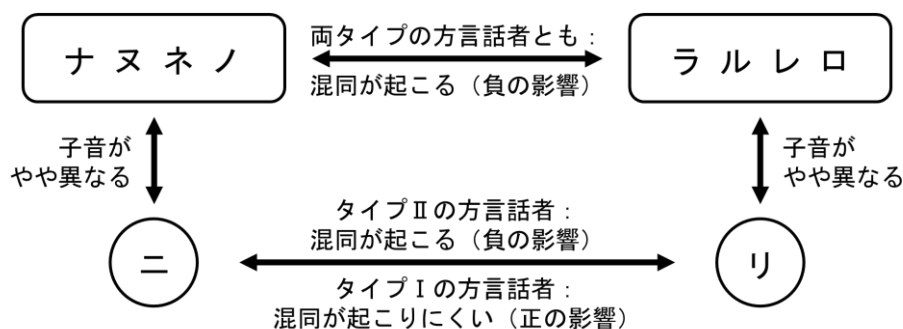 ナ ヌ ネ ノ
両タイプの方言話者とも：
混同が起こる（負の影響）
ラ ル レ ロ
子音が
やや異なる
子音が
やや異なる
ニ
タイプⅡの方言話者：
混同が起こる（負の影響）
タイプⅠの方言話者：
混同が起こりにくい（正の影響）
リ